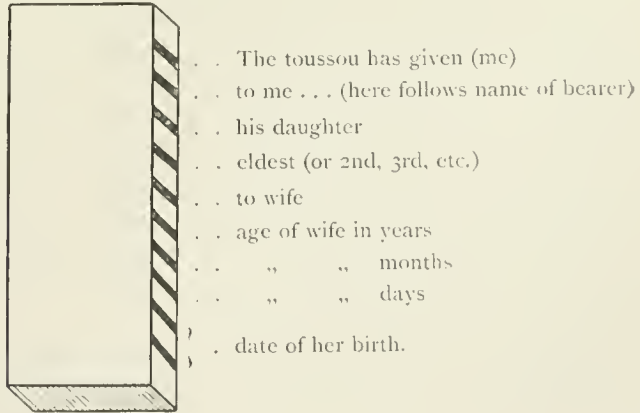 . . The toussou has given (me)
. . to me . . . (here follows name of bearer)
. . his daughter
. . eldest (or 2nd, 3rd, etc.)
. . to wife
. . age of wife in years
. . „ „ months
. . „ „ days
. date of her birth.